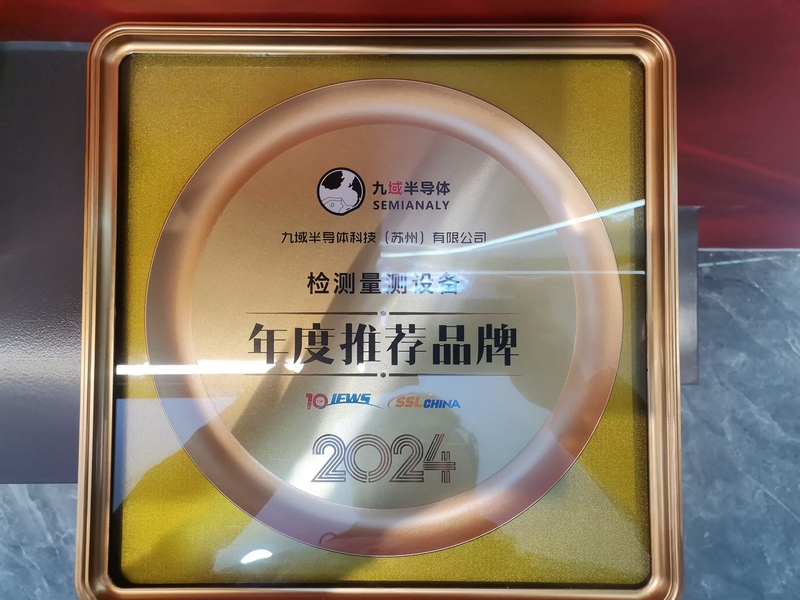 九域半导体
SEMIANALY
九域半导体科技（苏州）有限公司
检测量测设备
年度推荐品牌
10 IFWS SSLCHINA
2024